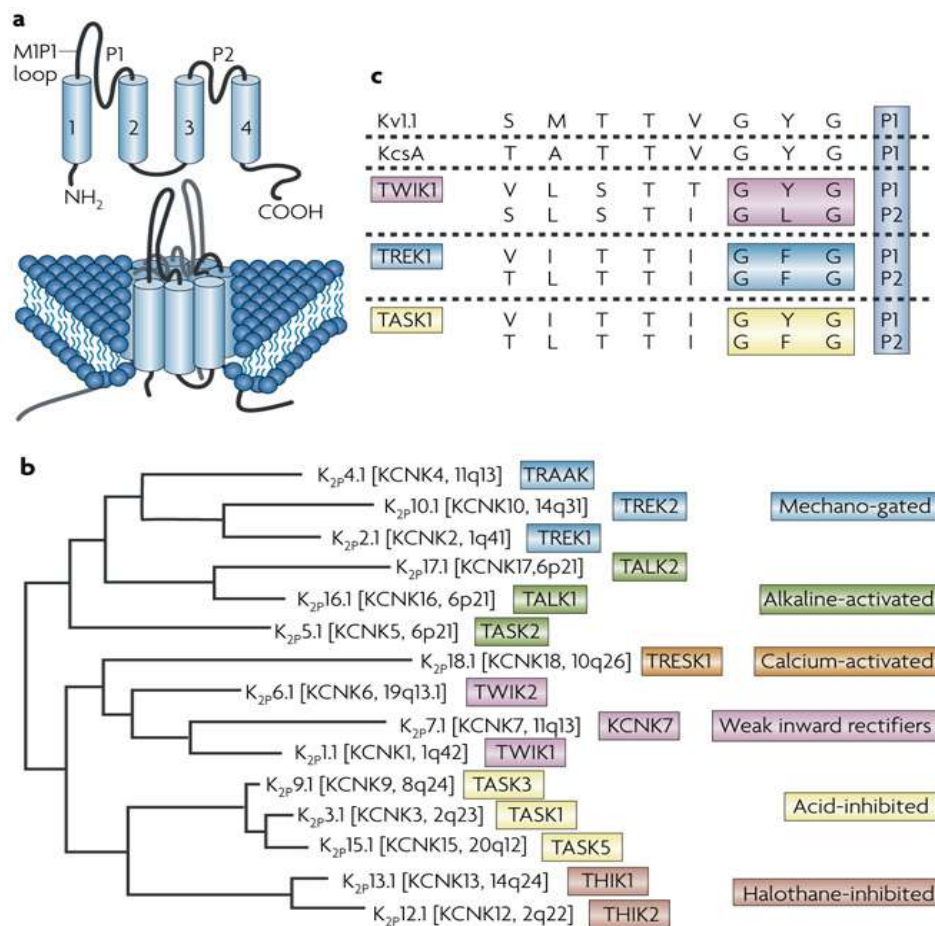 a
M1P1
loop
P1
P2
1
2
3
4
NH2
COOH
c
Kv1.1 S M T T V G Y G P1
KcsA T A T T V G Y G P1
TWIK1 V L S T T G Y G P1
S L S T I G L G P2
TREK1 V I T T I G F G P1
T L T T I G F G P2
TASK1 V I T T I G Y G P1
T L T T I G F G P2
b
K2P4.1 [KCNK4, 11q13] TRAAK
K2P10.1 [KCNK10, 14q31] TREK2 Mechano-gated
K2P2.1 [KCNK2, 1q41] TREK1
K2P17.1 [KCNK17,6p21] TALK2
K2P16.1 [KCNK16, 6p21] TALK1 Alkaline-activated
K2P5.1 [KCNK5, 6p21] TASK2
K2P18.1 [KCNK18, 10q26] TRESK1 Calcium-activated
K2P6.1 [KCNK6, 19q13.1] TWIK2
K2P7.1 [KCNK7, 11q13] KCNK7 Weak inward rectifiers
K2P1.1 [KCNK1, 1q42] TWIK1
K2P9.1 [KCNK9, 8q24] TASK3
K2P3.1 [KCNK3, 2q23] TASK1 Acid-inhibited
K2P15.1 [KCNK15, 20q12] TASK5
K2P13.1 [KCNK13, 14q24] THIK1
Halothane-inhibited
K2P12.1 [KCNK12, 2q22] THIK2